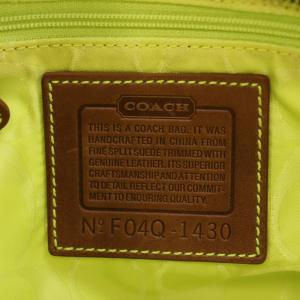 COACH
THIS IS A COACH BAG. IT WAS
HANDCRAFTED IN CHINA FROM
FINE SPLIT SUEDE TRIMMED WITH
GENUINE LEATHER. ITS SUPERIOR
CRAFTSMANSHIP AND ATTENTION
TO DETAIL REFLECT OUR COMMIT-
MENT TO ENDURING QUALITY.
Nº F04Q-1430